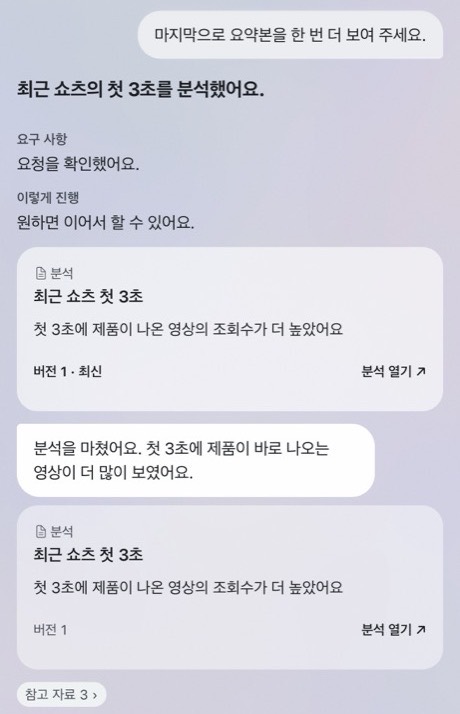 마지막으로 요약본을 한 번 더 보여 주세요.
최근 쇼츠의 첫 3초를 분석했어요.
요구 사항
요청을 확인했어요.
이렇게 진행
원하면 이어서 할 수 있어요.
분석
최근 쇼츠 첫 3초
첫 3초에 제품이 나온 영상의 조회수가 더 높았어요
버전 1 · 최신
분석 열기 ↗
분석을 마쳤어요. 첫 3초에 제품이 바로 나오는
영상이 더 많이 보였어요.
분석
최근 쇼츠 첫 3초
첫 3초에 제품이 나온 영상의 조회수가 더 높았어요
버전 1
분석 열기 ↗
참고 자료 3 ›